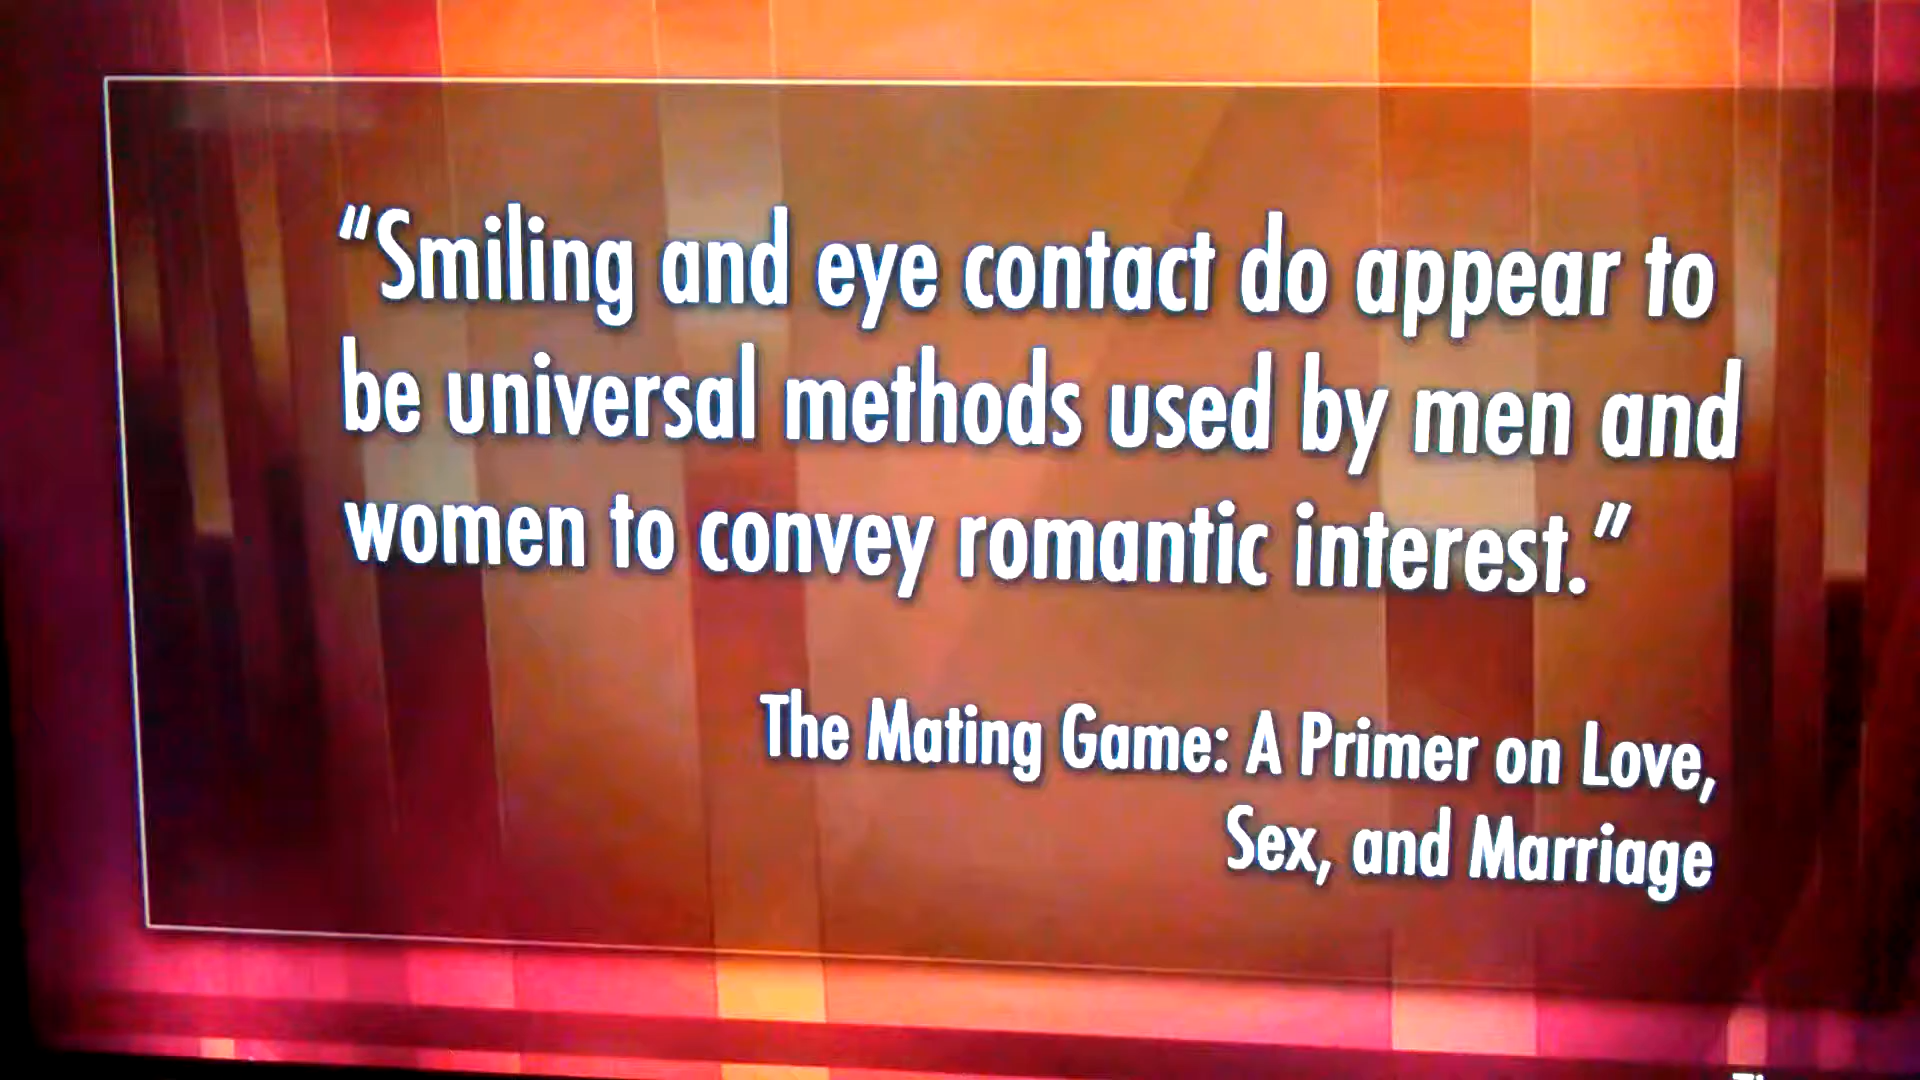 “Smiling and eye contact do appear to
be universal methods used by men and
women to convey romantic interest.”
The Mating Game: A Primer on Love,
Sex, and Marriage